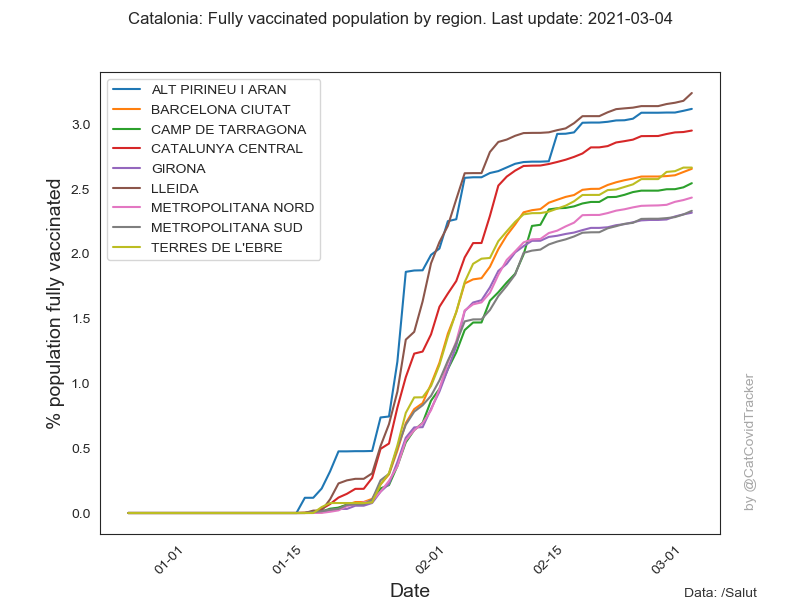 Catalonia: Fully vaccinated population by region. Last update: 2021-03-04
ALT PIRINEU I ARAN
BARCELONA CIUTAT
CAMP DE TARRAGONA
CATALUNYA CENTRAL
GIRONA
LLEIDA
METROPOLITANA NORD
METROPOLITANA SUD
TERRES DE L'EBRE
% population fully vaccinated
3.0
2.5
2.0
1.5
1.0
0.5
0.0
01-01
01-15
02-01
02-15
03-01
Date
by @CatCovidTracker
Data: /Salut